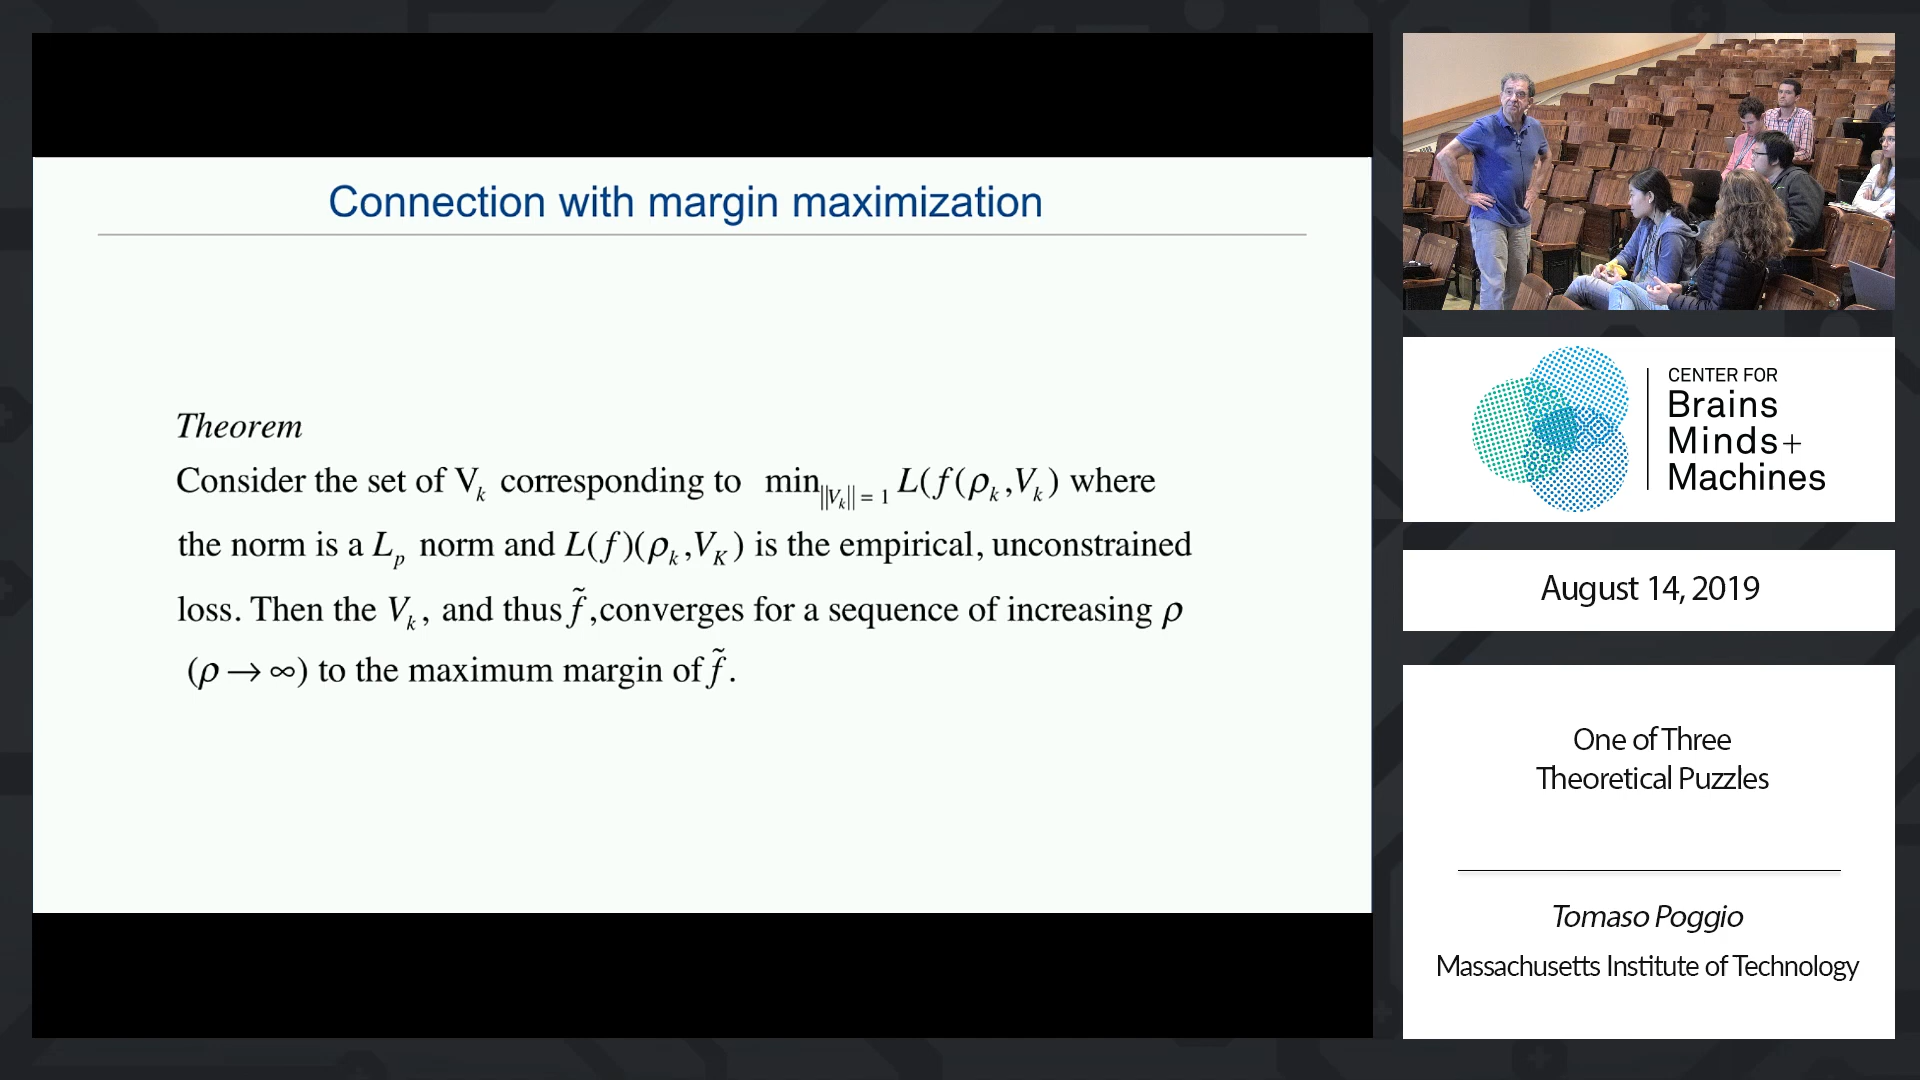 Connection with margin maximization
Theorem
Consider the set of V_k corresponding to min_{||V_k|| = 1} L(f(ρ_k,V_k) where
the norm is a L_p norm and L(f)(ρ_k,V_K) is the empirical, unconstrained
loss. Then the V_k, and thus f̃,converges for a sequence of increasing ρ
(ρ → ∞) to the maximum margin of f̃.
CENTER FOR
Brains
Minds+
Machines
August 14, 2019
One of Three
Theoretical Puzzles
Tomaso Poggio
Massachusetts Institute of Technology